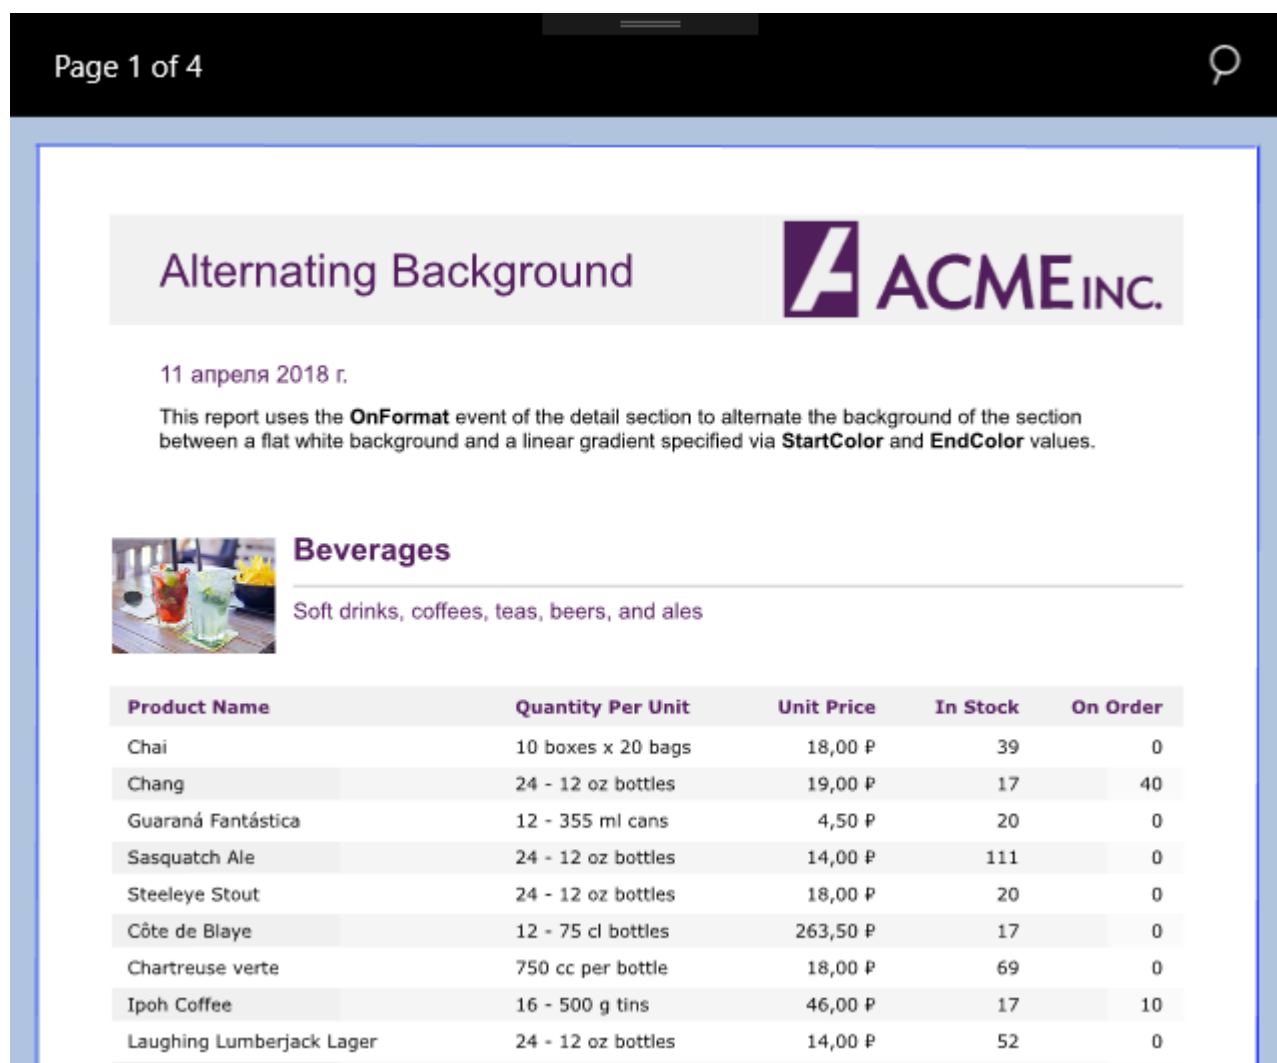 Page 1 of 4
Alternating Background
ACME INC.
11 апреля 2018 г.
This report uses the OnFormat event of the detail section to alternate the background of the section
between a flat white background and a linear gradient specified via StartColor and EndColor values.
Beverages
Soft drinks, coffees, teas, beers, and ales
Product Name Quantity Per Unit Unit Price In Stock On Order
Chai 10 boxes x 20 bags 18,00 ₽ 39 0
Chang 24 - 12 oz bottles 19,00 ₽ 17 40
Guaraná Fantástica 12 - 355 ml cans 4,50 ₽ 20 0
Sasquatch Ale 24 - 12 oz bottles 14,00 ₽ 111 0
Steeleye Stout 24 - 12 oz bottles 18,00 ₽ 20 0
Côte de Blaye 12 - 75 cl bottles 263,50 ₽ 17 0
Chartreuse verte 750 cc per bottle 18,00 ₽ 69 0
Ipoh Coffee 16 - 500 g tins 46,00 ₽ 17 10
Laughing Lumberjack Lager 24 - 12 oz bottles 14,00 ₽ 52 0